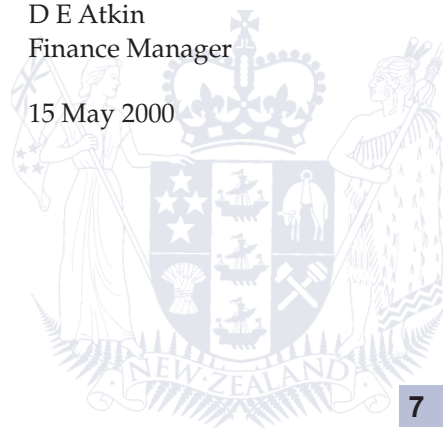 D E Atkin
Finance Manager
15 May 2000
NEW·ZEALAND
7